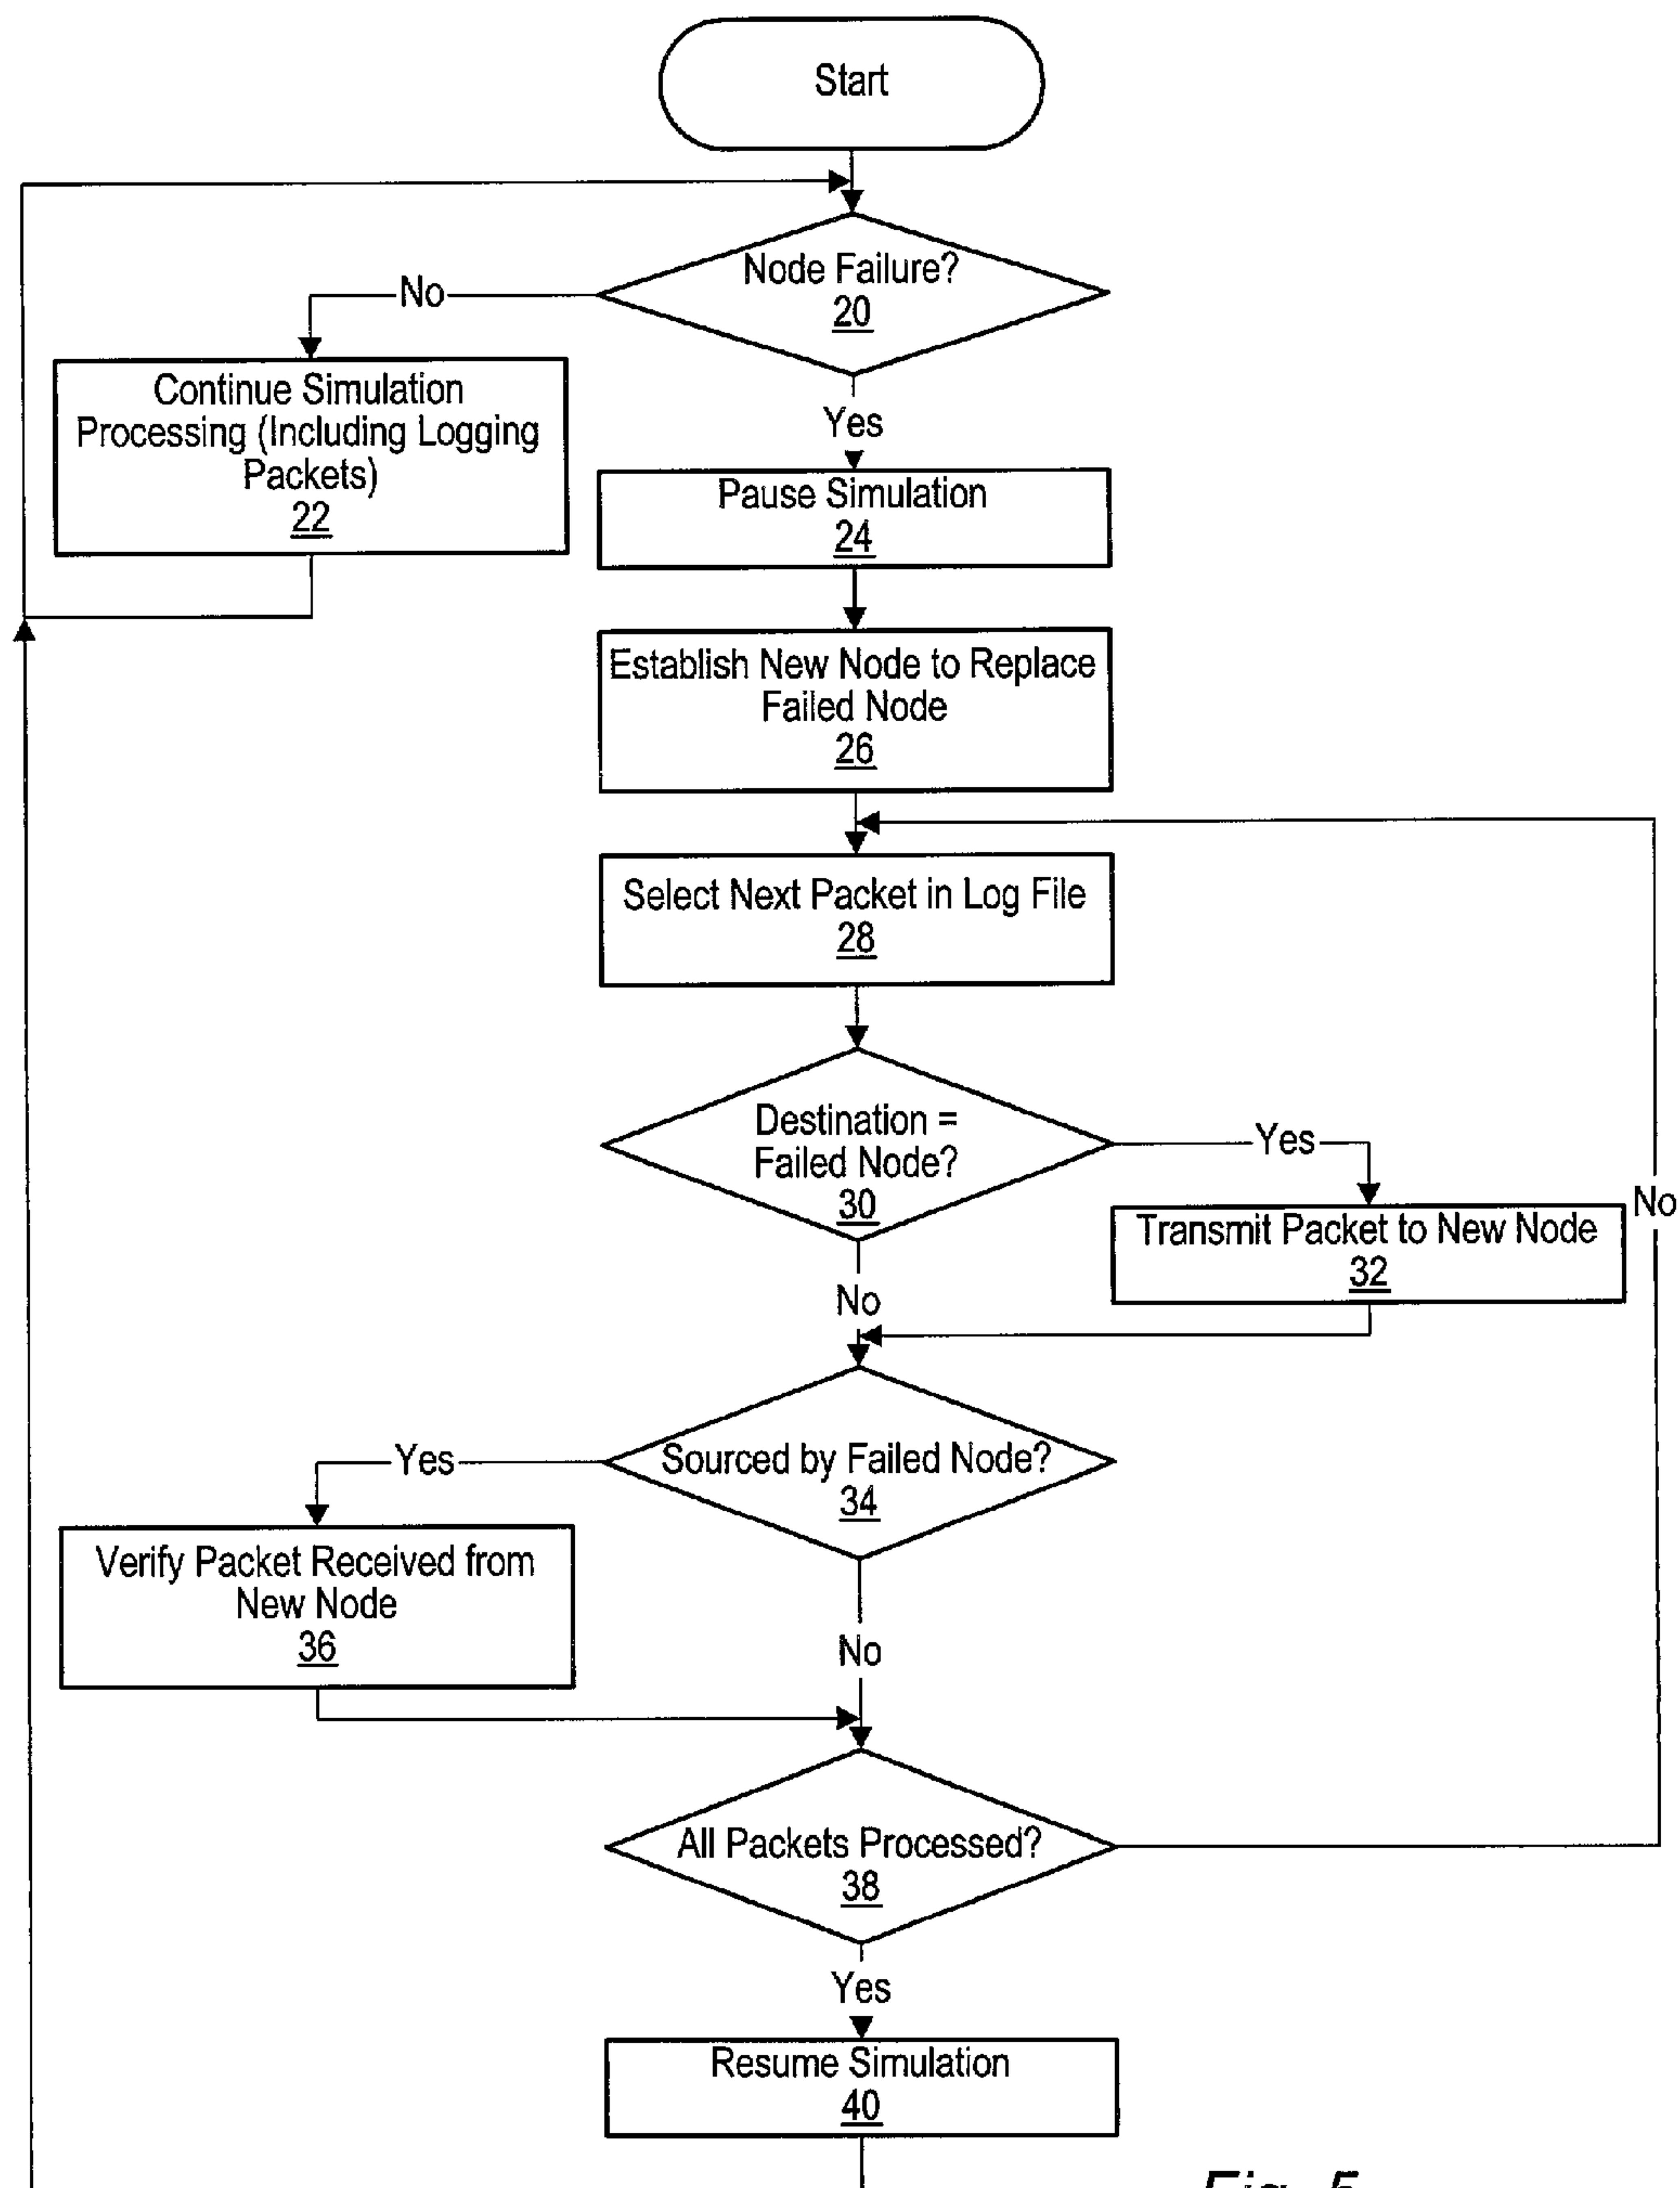 Start
Node Failure?
20
No
Continue Simulation
Processing (Including Logging
Packets)
22
Yes
Pause Simulation
24
Establish New Node to Replace
Failed Node
26
Select Next Packet in Log File
28
Destination =
Failed Node?
30
Yes
Transmit Packet to New Node
32
No
No
Sourced by Failed Node?
34
Yes
Verify Packet Received from
New Node
36
No
All Packets Processed?
38
Yes
Resume Simulation
40
Fig. 5